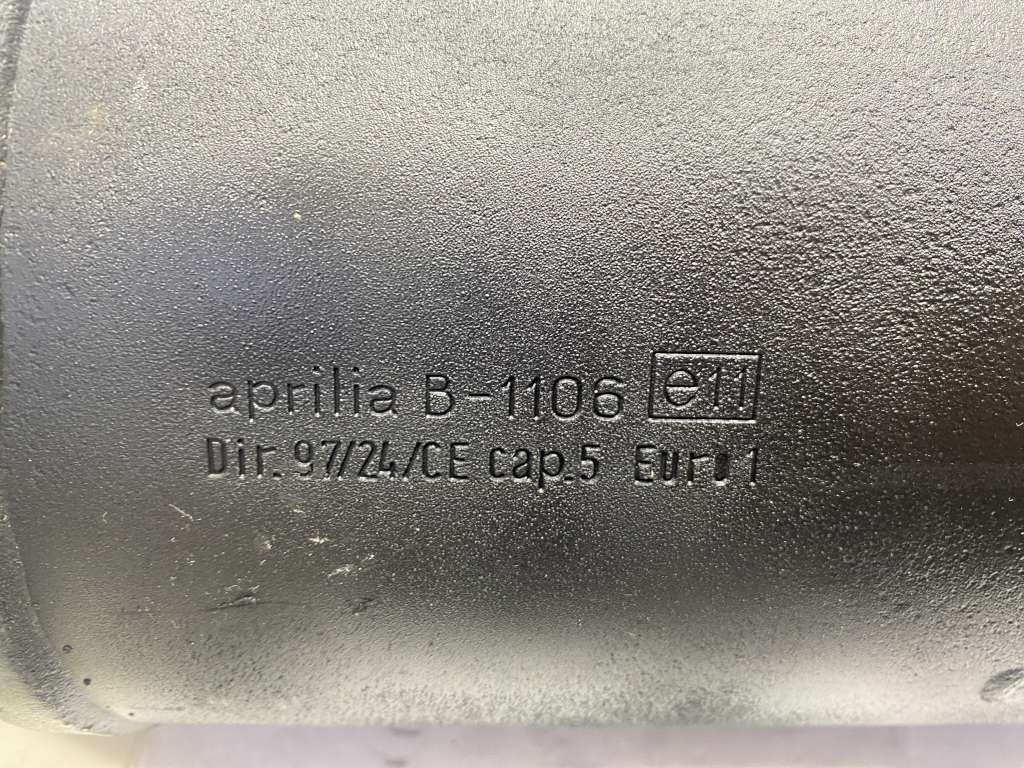 aprilia B-1106 e11
Dir. 97/24/CE cap.5 Euro 1